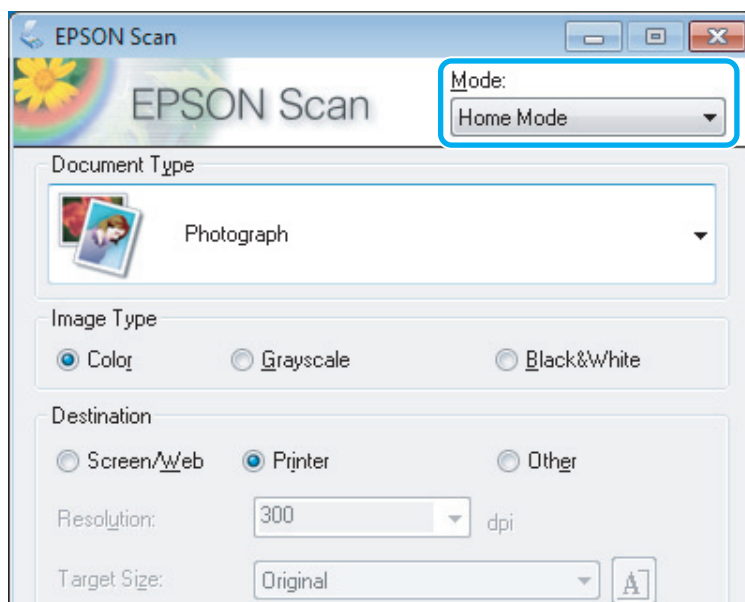 EPSON Scan
EPSON Scan
Mode:
Home Mode
Document Type
Photograph
Image Type
Color Grayscale Black&White
Destination
Screen/Web Printer Other
Resolution: 300 dpi
Target Size: Original A